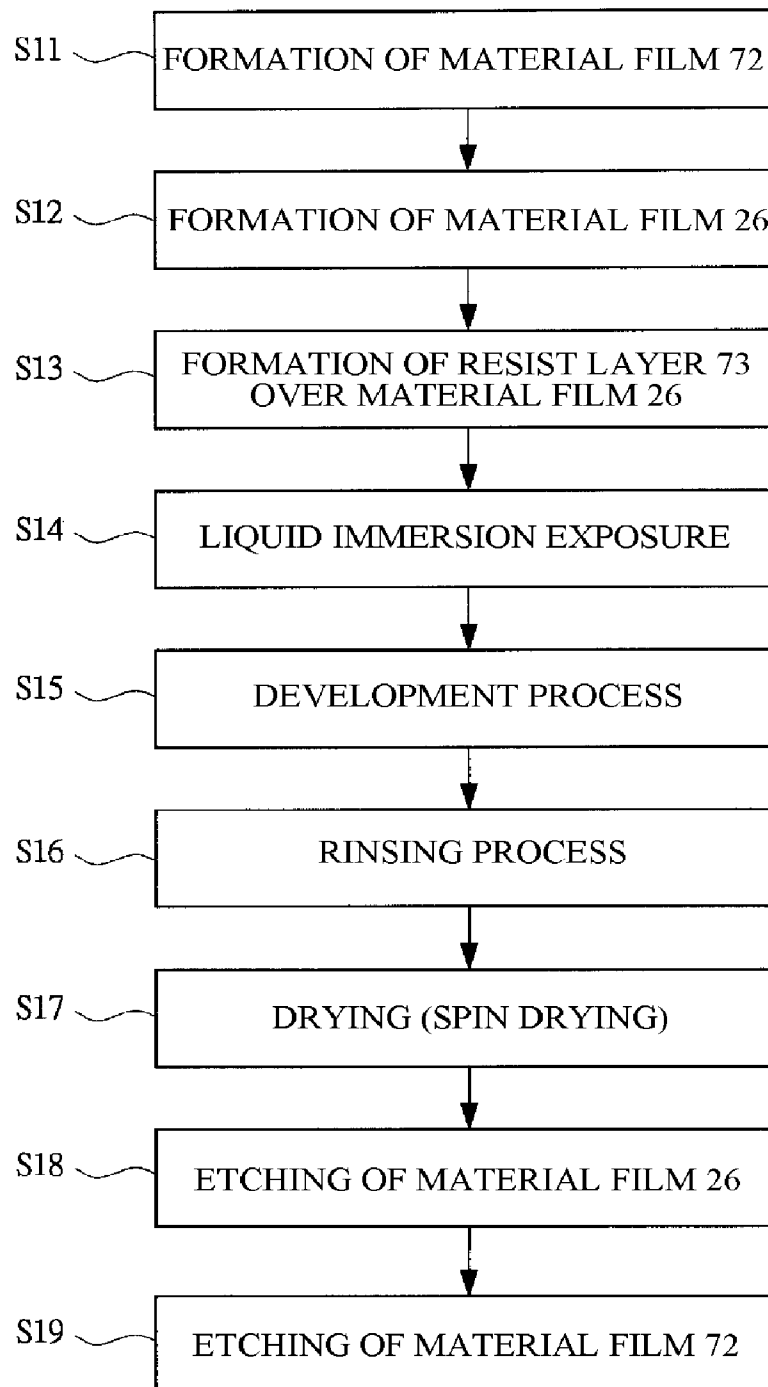 S11 FORMATION OF MATERIAL FILM 72
S12 FORMATION OF MATERIAL FILM 26
S13 FORMATION OF RESIST LAYER 73
OVER MATERIAL FILM 26
S14 LIQUID IMMERSION EXPOSURE
S15 DEVELOPMENT PROCESS
S16 RINSING PROCESS
S17 DRYING (SPIN DRYING)
S18 ETCHING OF MATERIAL FILM 26
S19 ETCHING OF MATERIAL FILM 72